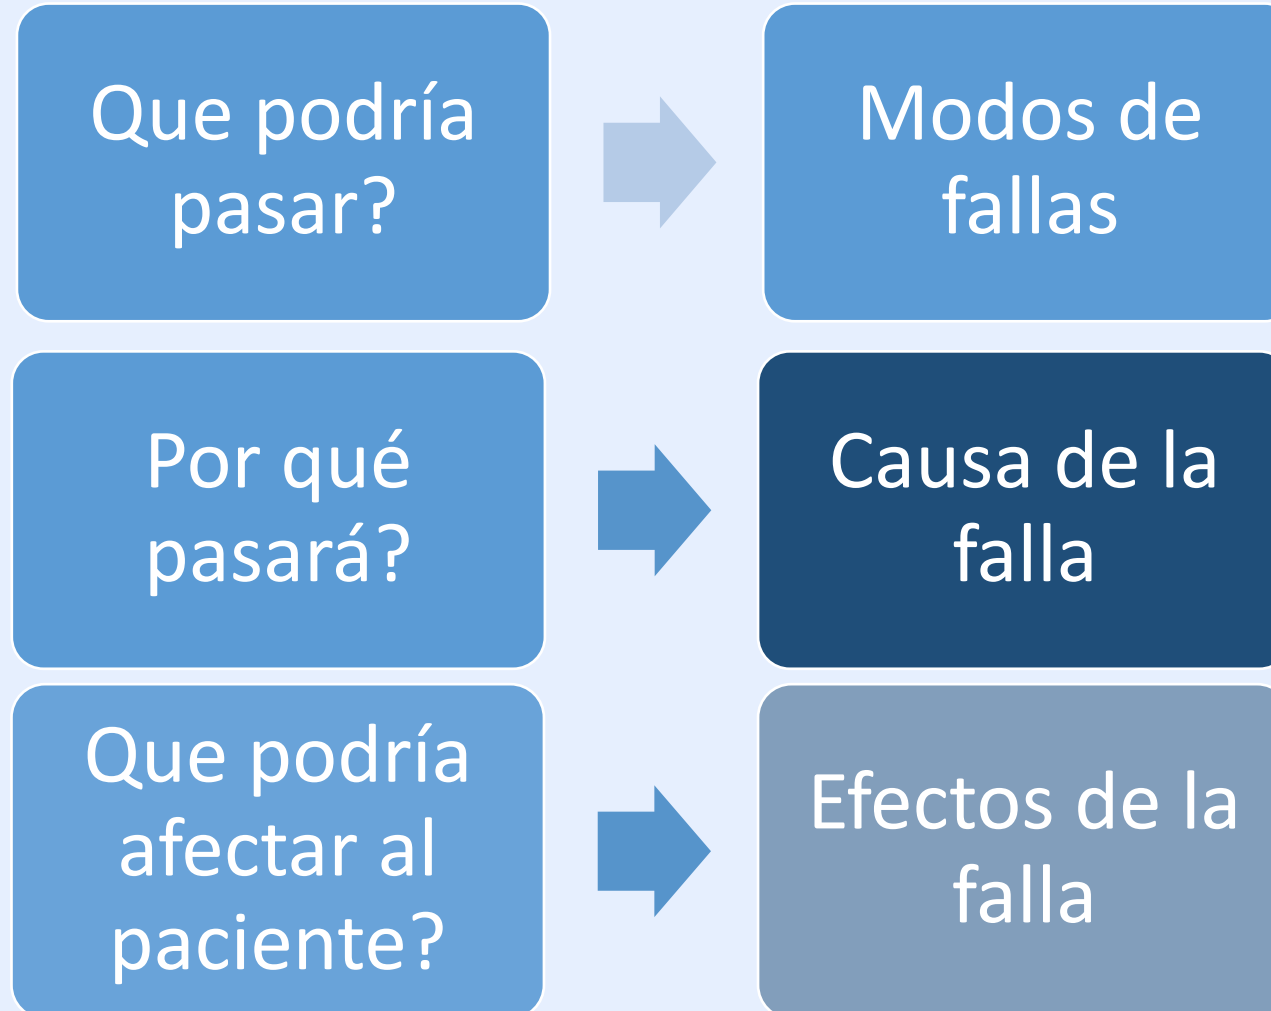 Que podría
pasar?
Modos de
fallas
Por qué
pasará?
Causa de la
falla
Que podría
afectar al
paciente?
Efectos de la
falla